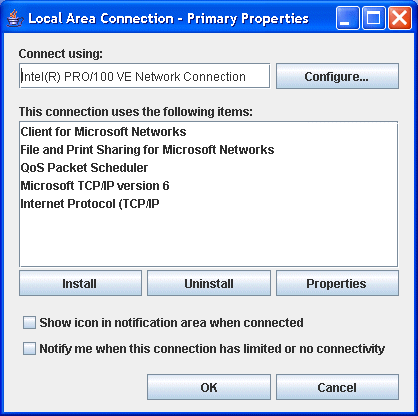 Local Area Connection - Primary Properties
Connect using:
Intel(R) PRO/100 VE Network Connection
Configure...
This connection uses the following items:
Client for Microsoft Networks
File and Print Sharing for Microsoft Networks
QoS Packet Scheduler
Microsoft TCP/IP version 6
Internet Protocol (TCP/IP
Install
Uninstall
Properties
Show icon in notification area when connected
Notify me when this connection has limited or no connectivity
OK
Cancel